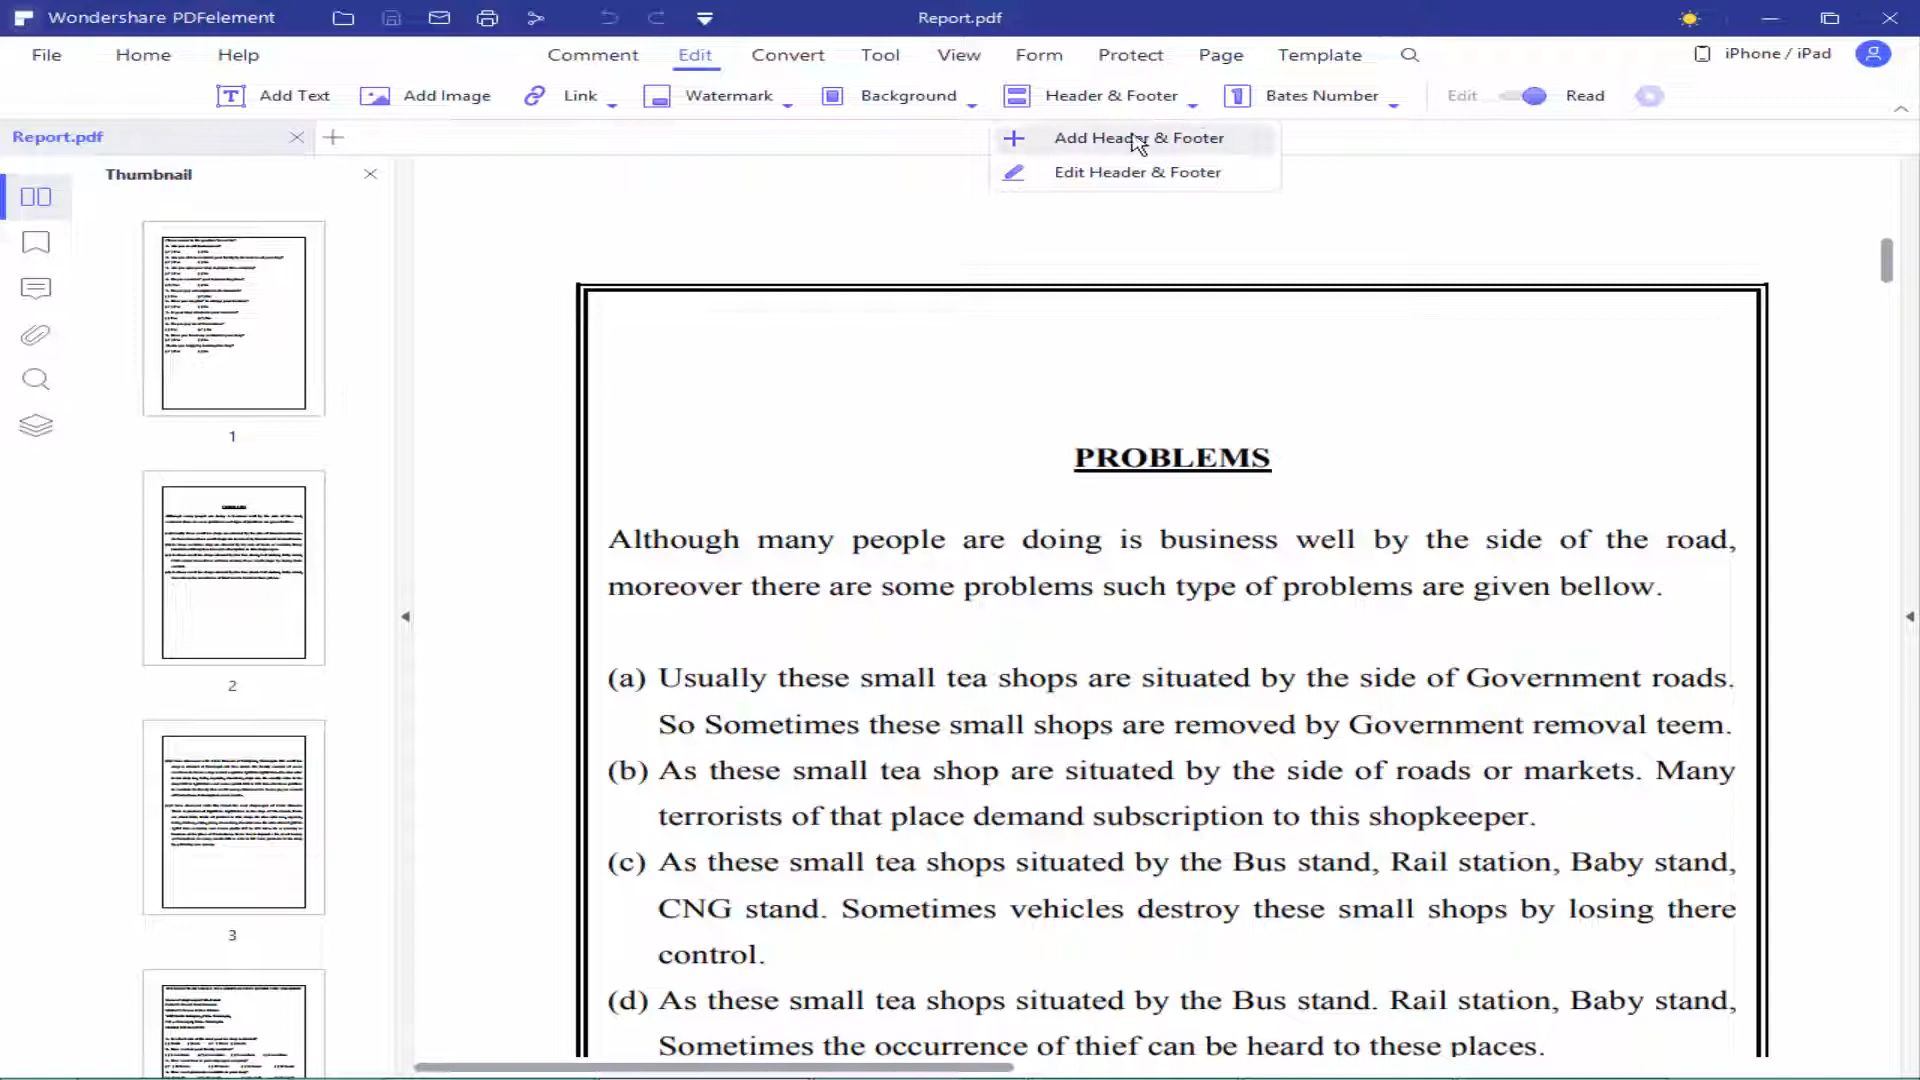 Wondershare PDFelement
Report.pdf
File
Home
Help
Comment
Edit
Convert
Tool
View
Form
Protect
Page
Template
iPhone / iPad
Add Text
Add Image
Link
Watermark
Background
Header & Footer
Bates Number
Edit
Read
Report.pdf
Add Header & Footer
Edit Header & Footer
Thumbnail
1
2
3
PROBLEMS
Although many people are doing is business well by the side of the road,
moreover there are some problems such type of problems are given bellow.
(a) Usually these small tea shops are situated by the side of Government roads.
So Sometimes these small shops are removed by Government removal teem.
(b) As these small tea shop are situated by the side of roads or markets. Many
terrorists of that place demand subscription to this shopkeeper.
(c) As these small tea shops situated by the Bus stand, Rail station, Baby stand,
CNG stand. Sometimes vehicles destroy these small shops by losing there
control.
(d) As these small tea shops situated by the Bus stand. Rail station, Baby stand,
Sometimes the occurrence of thief can be heard to these places.